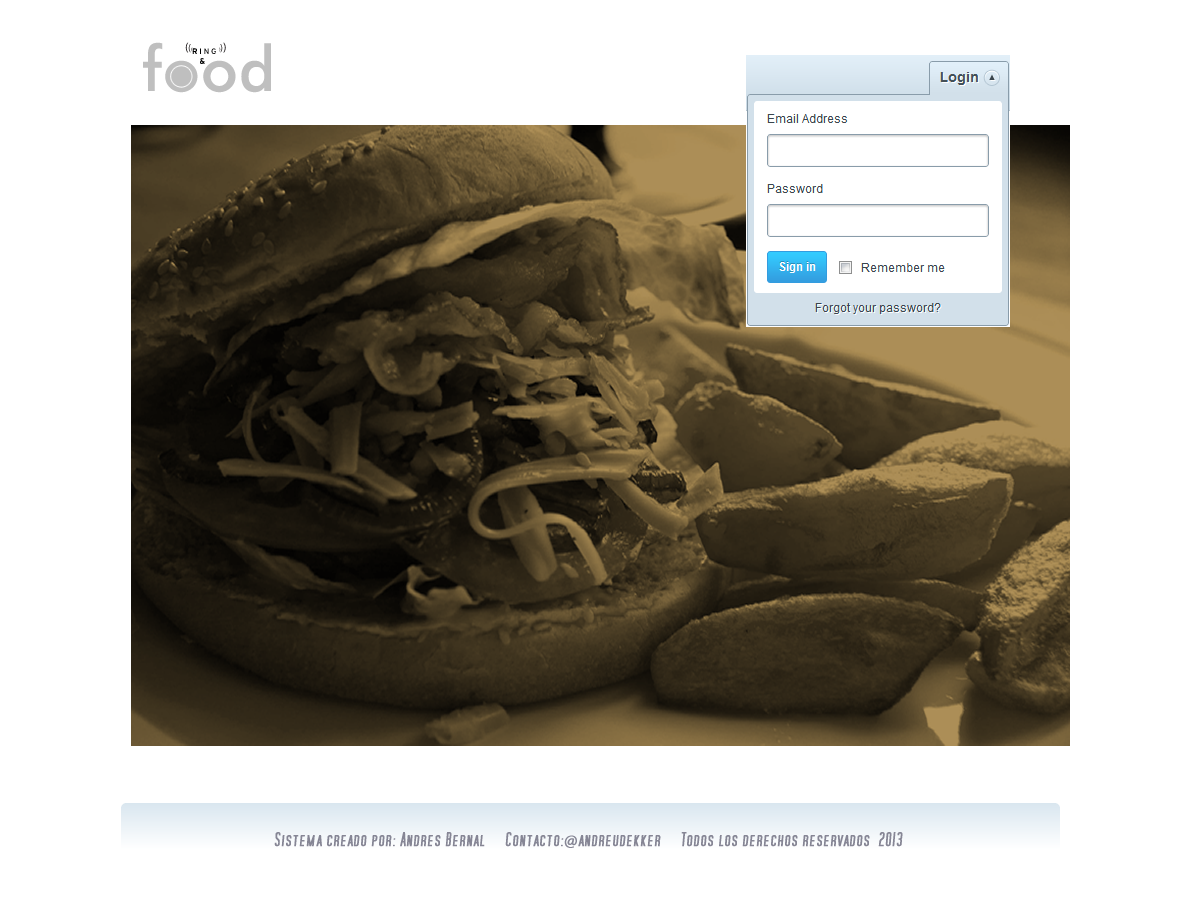 ((RING))
&
food
Login
Email Address
Password
Sign in
Remember me
Forgot your password?
Sistema creado por: Andres Bernal Contacto:@andreudekker Todos los derechos reservados 2013